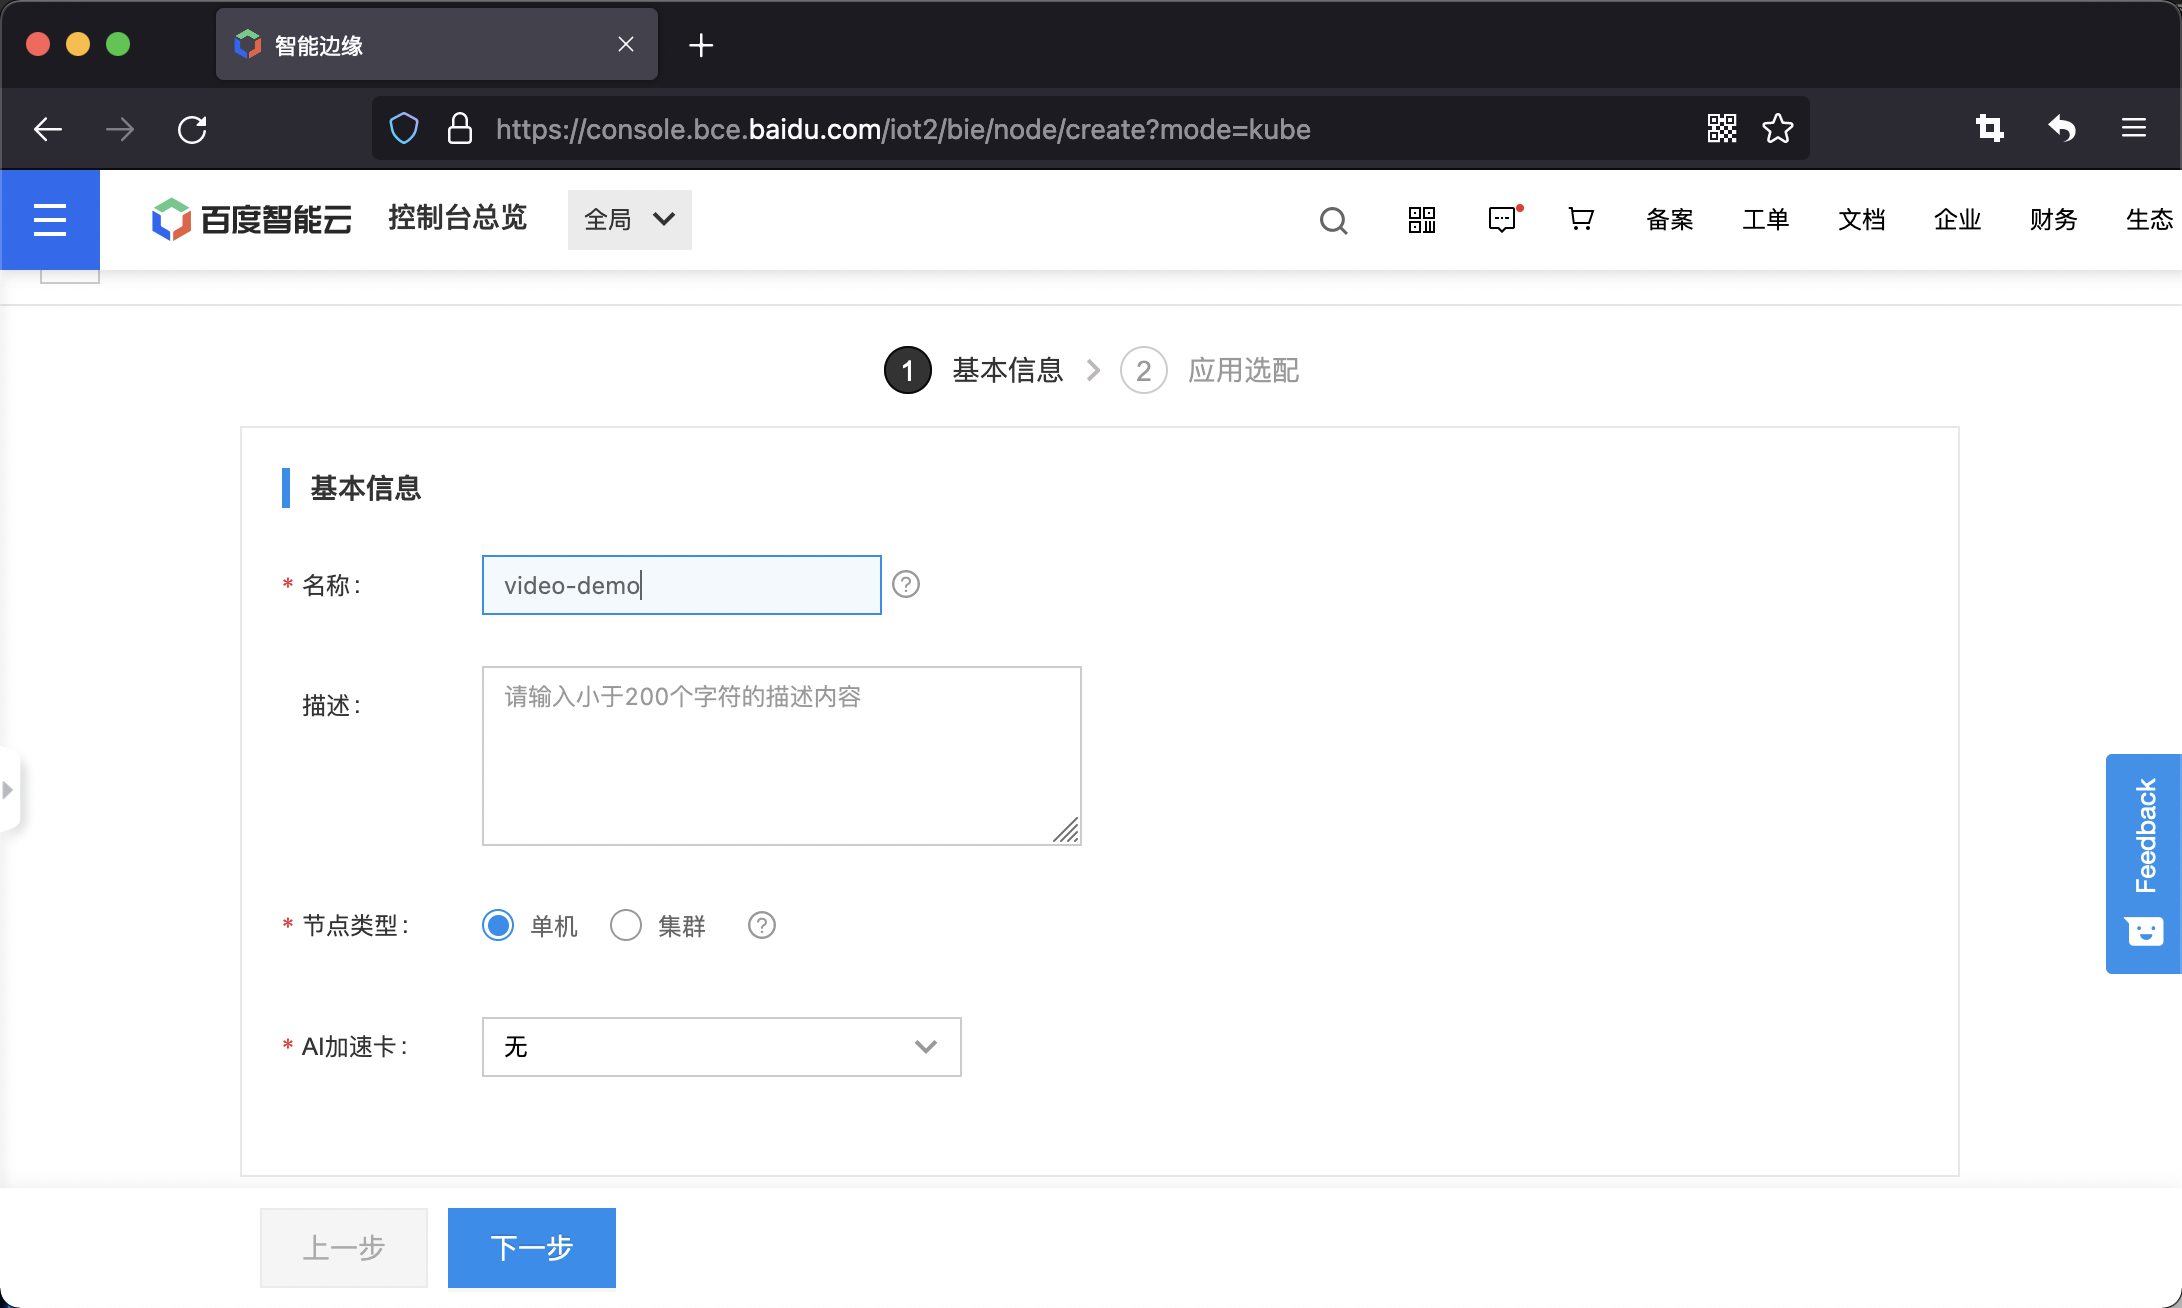 智能边缘
https://console.bce.baidu.com/iot2/bie/node/create?mode=kube
百度智能云 控制台总览 全局 备案 工单 文档 企业 财务 生态
1 基本信息 2 应用选配
基本信息
* 名称: video-demo ?
描述: 请输入小于200个字符的描述内容
* 节点类型: 单机 集群 ?
* AI加速卡: 无
Feedback
上一步 下一步